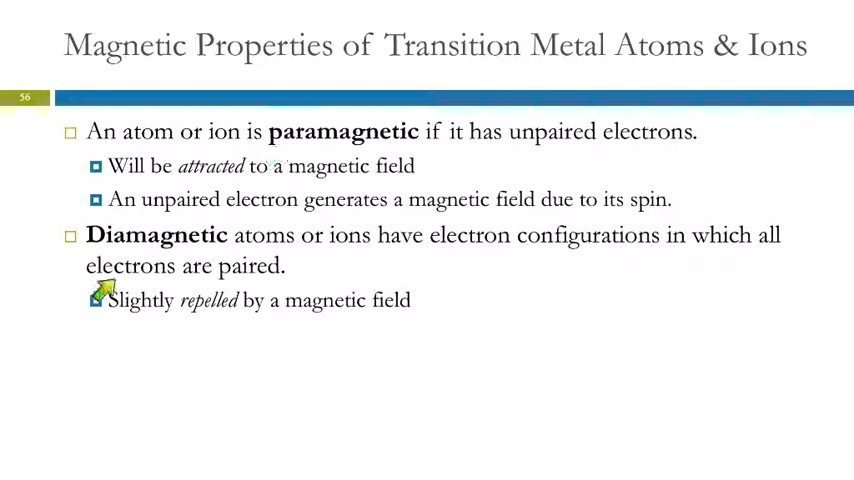 Magnetic Properties of Transition Metal Atoms & Ions
56
An atom or ion is paramagnetic if it has unpaired electrons.
Will be attracted to a magnetic field
An unpaired electron generates a magnetic field due to its spin.
Diamagnetic atoms or ions have electron configurations in which all
electrons are paired.
Slightly repelled by a magnetic field